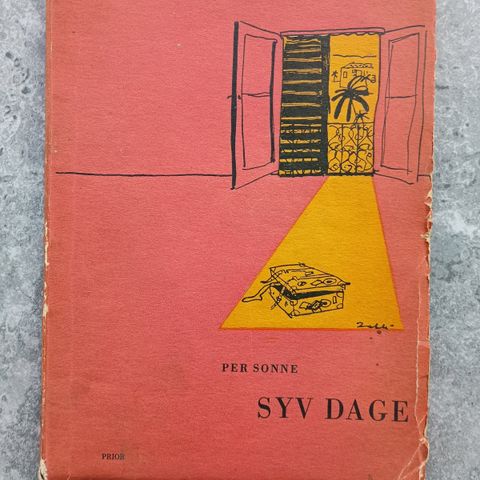 PER SONNE
SYV DAGE
PRIOR